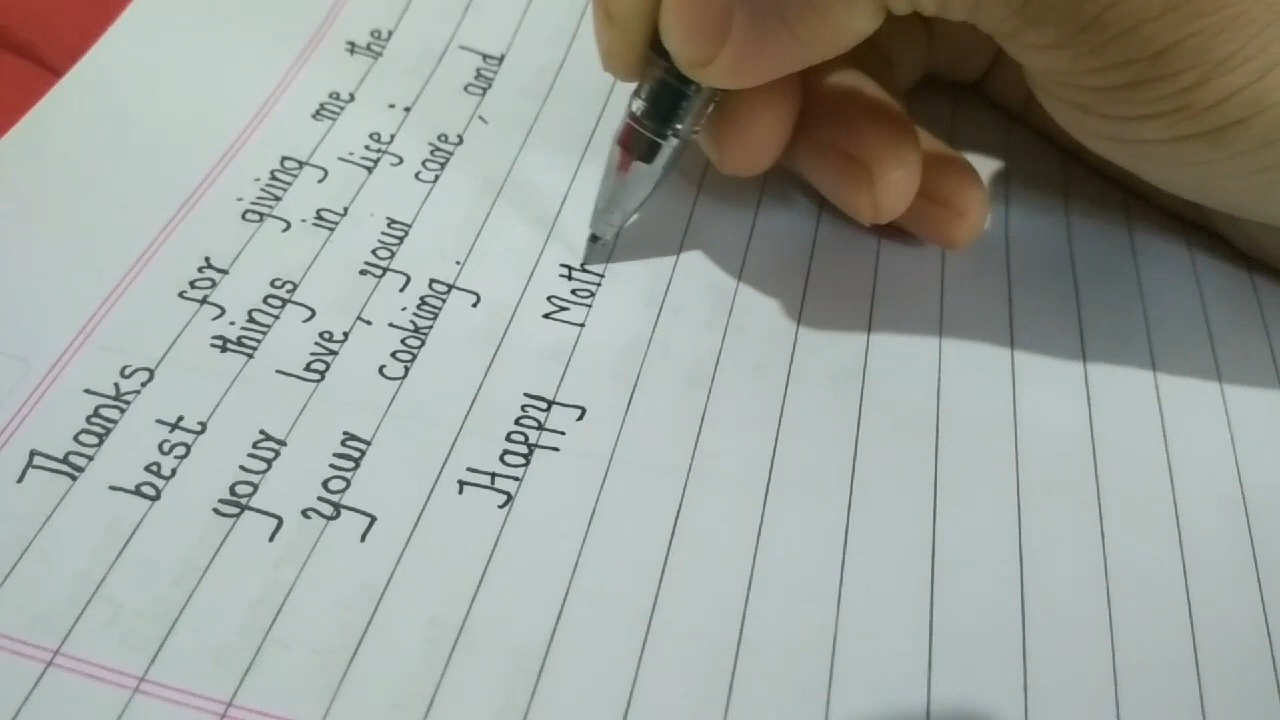 Thanks for giving me the
best things in life :
your love, your care, and
your cooking.
Happy Moth